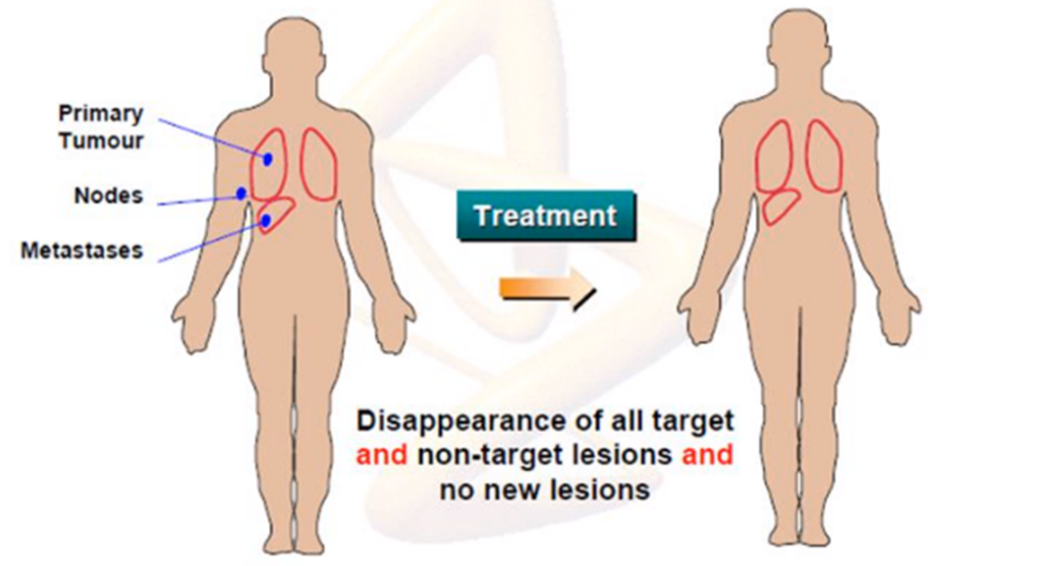 Primary
Tumour
Nodes
Metastases
Treatment
Disappearance of all target
and non-target lesions and
no new lesions